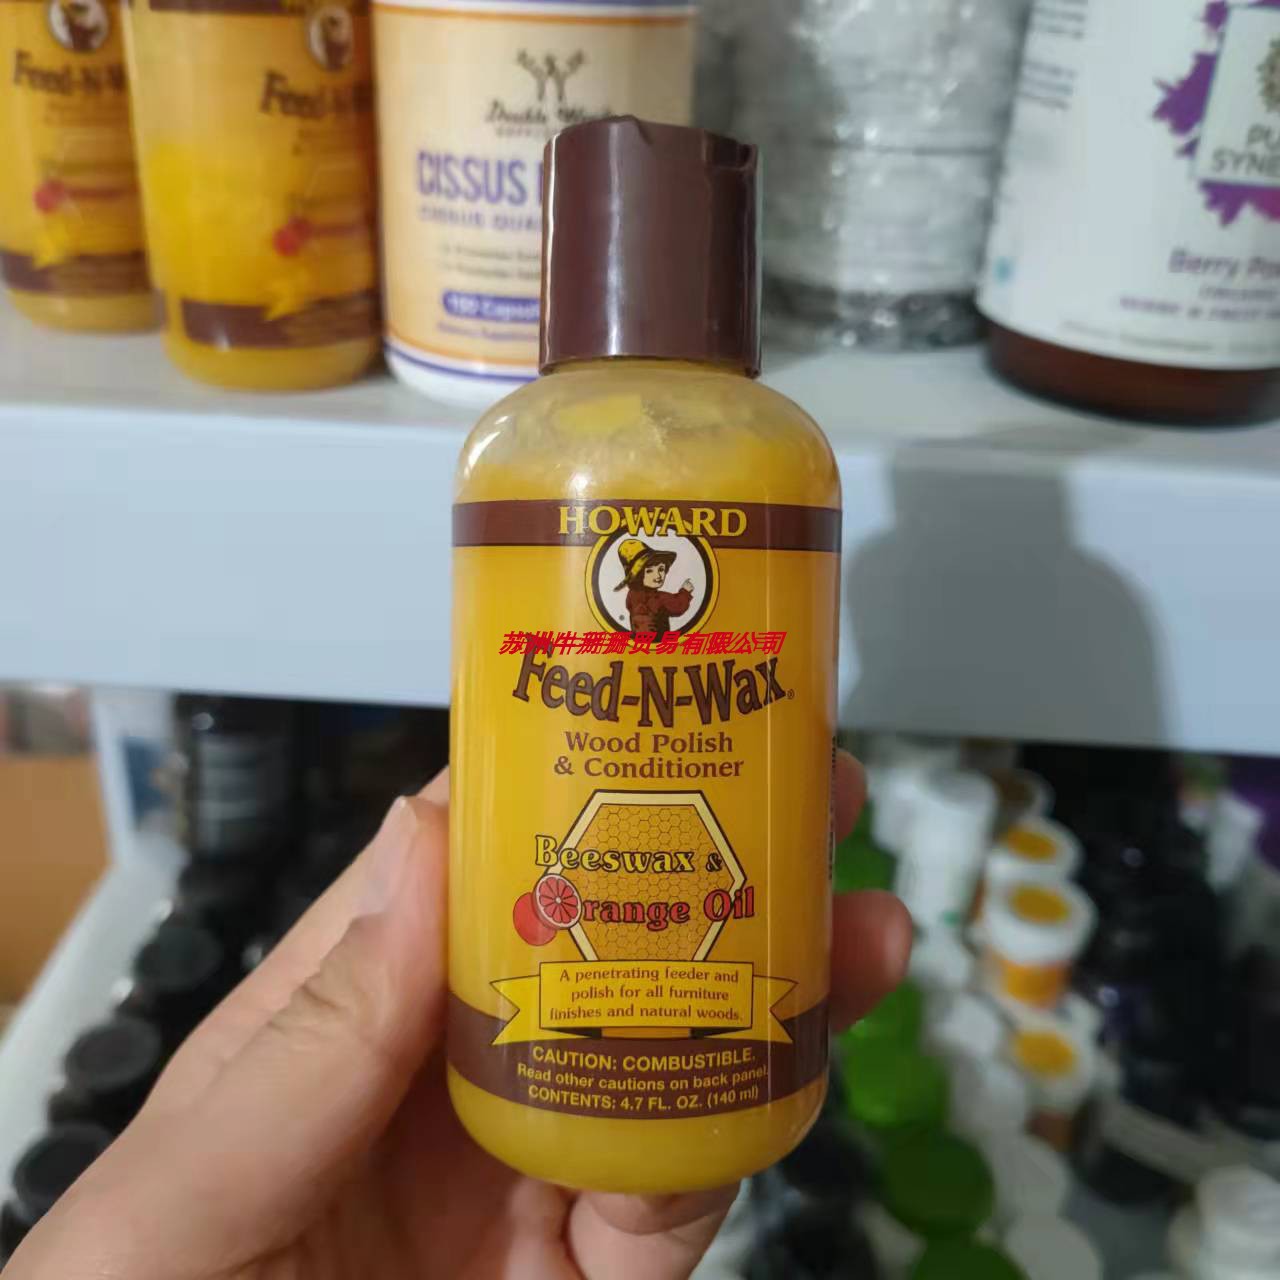 Feed-N-W
Feed-N
CISSUS
Berry
HOWARD
苏州牛珊珊贸易有限公司
Feed-N-Wax®
Wood Polish
& Conditioner
Beeswax &
Orange Oil
A penetrating feeder and
polish for all furniture
finishes and natural woods.
CAUTION: COMBUSTIBLE.
Read other cautions on back panel.
CONTENTS: 4.7 FL. OZ. (140 ml)